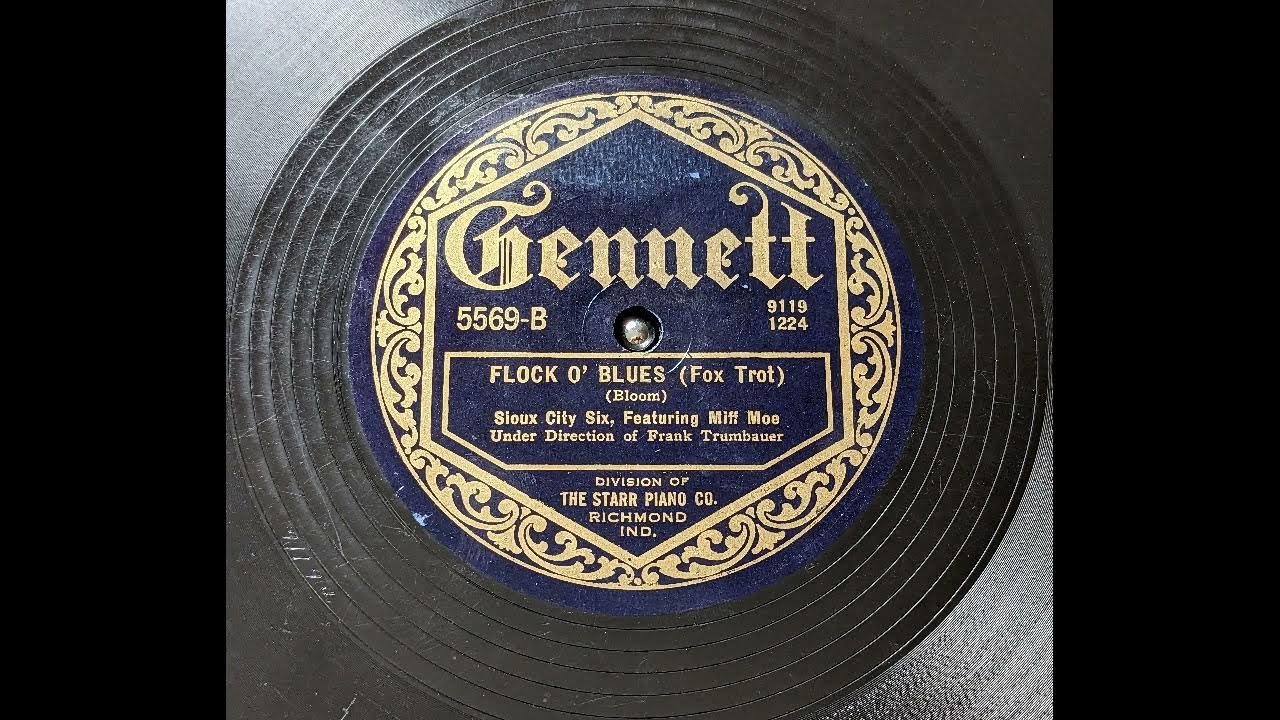 Gennett
5569-B
9119
1224
FLOCK O' BLUES (Fox Trot)
(Bloom)
Sioux City Six, Featuring Miff Moe
Under Direction of Frank Trumbauer
DIVISION OF
THE STARR PIANO CO.
RICHMOND
IND.